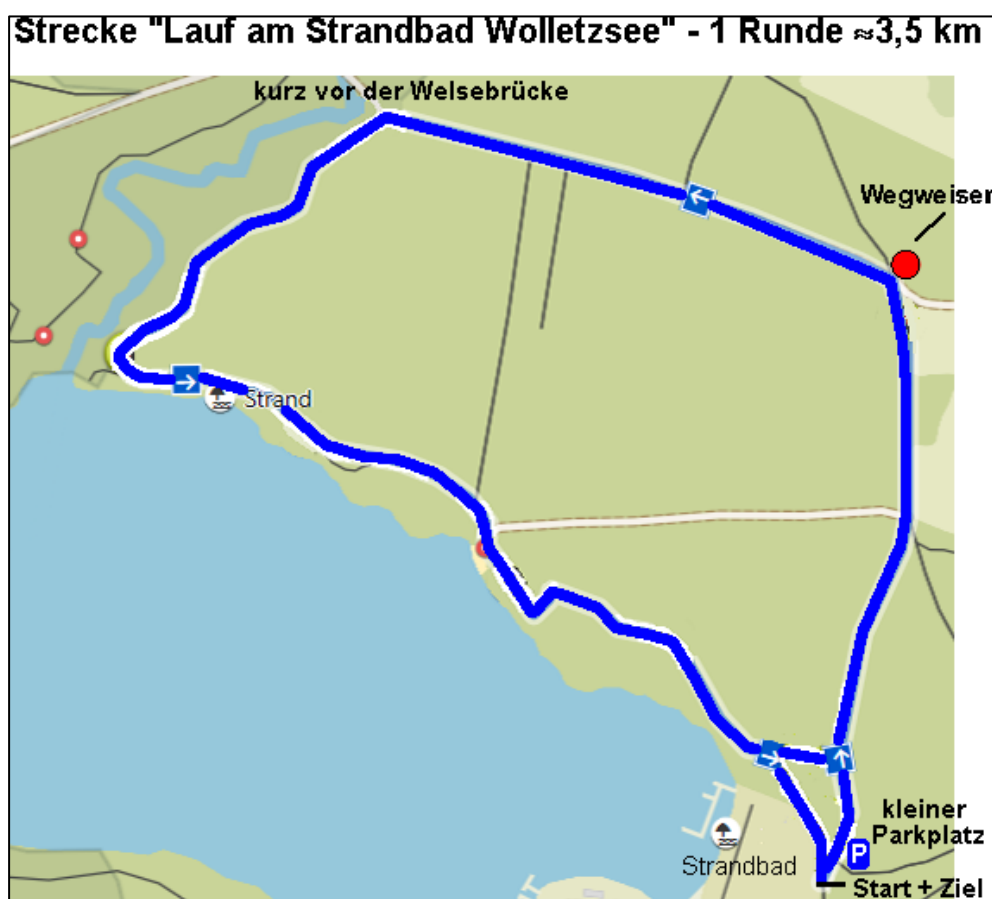 Strecke "Lauf am Strandbad Wolletzsee" - 1 Runde ≈3,5 km
kurz vor der Welsebrücke
Wegweiser
Strand
kleiner
Parkplatz
P
Strandbad
Start + Ziel